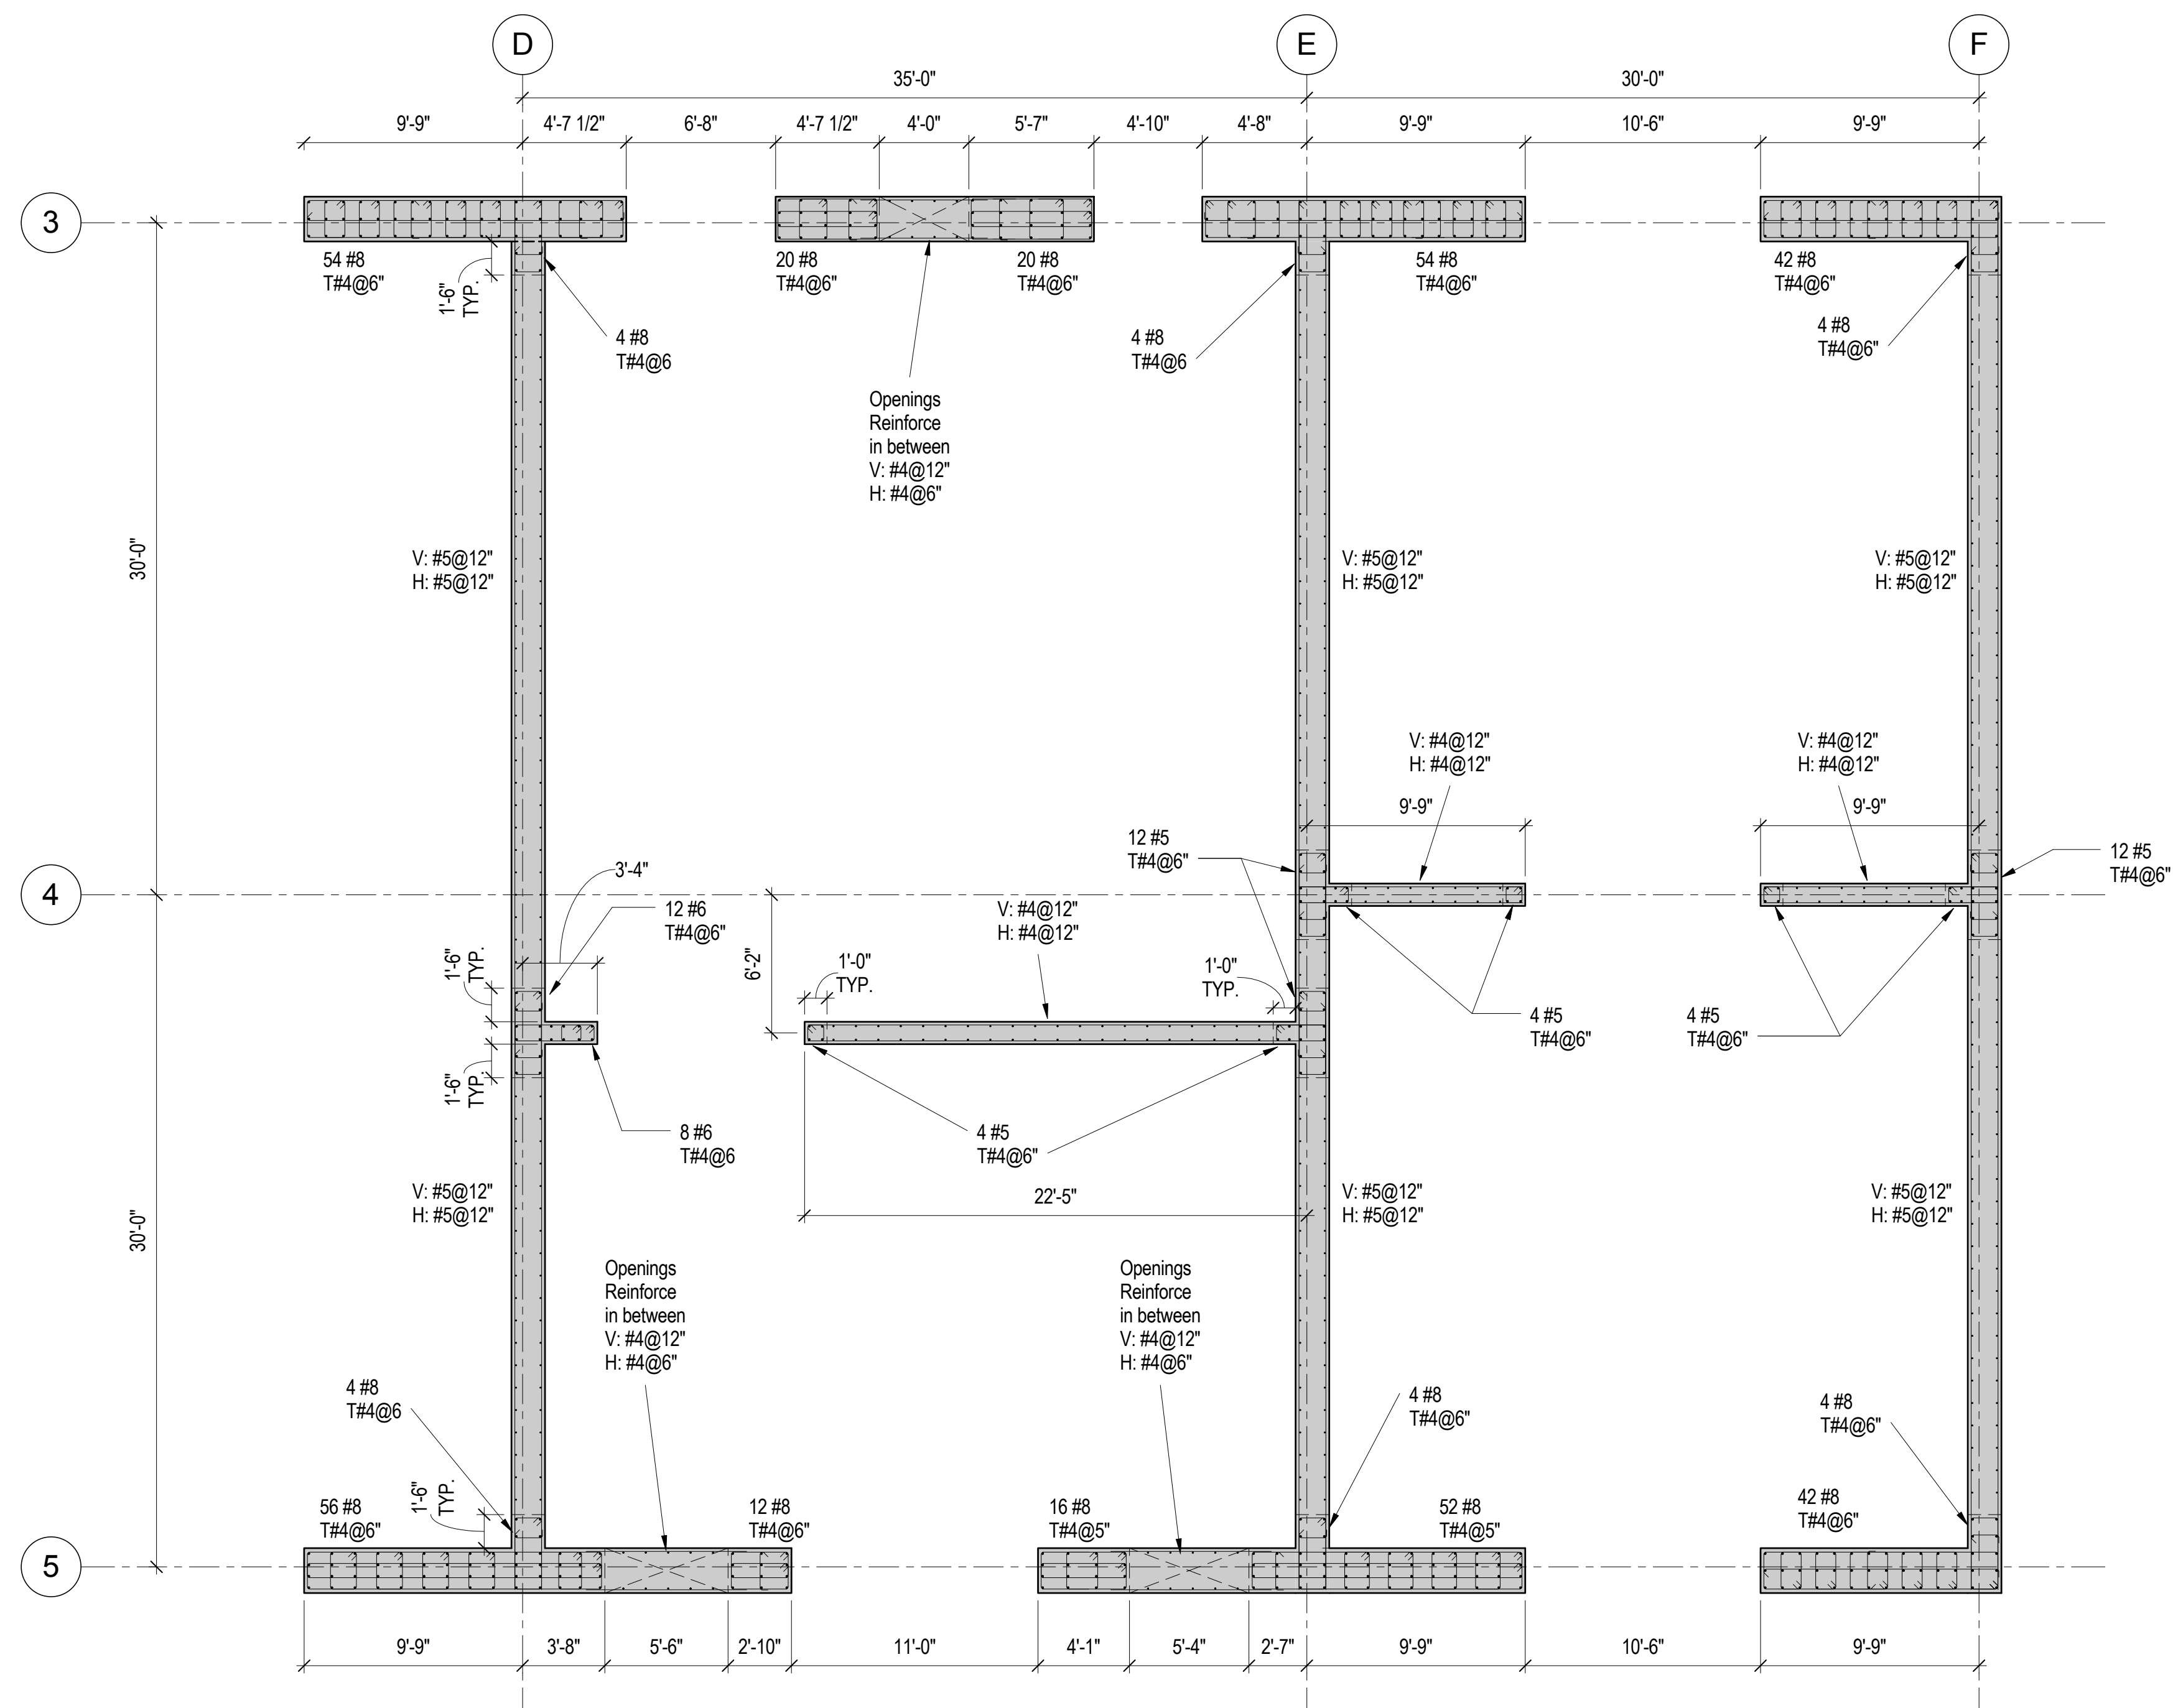 D
E
F
35'-0"
30'-0"
9'-9"
4'-7 1/2"
6'-8"
4'-7 1/2"
4'-0"
5'-7"
4'-10"
4'-8"
9'-9"
10'-6"
9'-9"
3
54 #8
T#4@6"
1'-6"
TYP.
20 #8
T#4@6"
20 #8
T#4@6"
54 #8
T#4@6"
42 #8
T#4@6"
4 #8
T#4@6
4 #8
T#4@6
4 #8
T#4@6"
Openings
Reinforce
in between
V: #4@12"
H: #4@6"
30'-0"
V: #5@12"
H: #5@12"
V: #5@12"
H: #5@12"
V: #5@12"
H: #5@12"
V: #4@12"
H: #4@12"
V: #4@12"
H: #4@12"
9'-9"
9'-9"
12 #5
T#4@6"
12 #5
T#4@6"
4
3'-4"
12 #6
T#4@6"
V: #4@12"
H: #4@12"
6'-2"
1'-6"
TYP.
1'-0"
TYP.
1'-0"
TYP.
4 #5
T#4@6"
4 #5
T#4@6"
1'-6"
TYP.
8 #6
T#4@6
4 #5
T#4@6"
22'-5"
30'-0"
V: #5@12"
H: #5@12"
V: #5@12"
H: #5@12"
V: #5@12"
H: #5@12"
Openings
Reinforce
in between
V: #4@12"
H: #4@6"
Openings
Reinforce
in between
V: #4@12"
H: #4@6"
4 #8
T#4@6
4 #8
T#4@6"
4 #8
T#4@6"
1'-6"
TYP.
56 #8
T#4@6"
12 #8
T#4@6"
16 #8
T#4@5"
52 #8
T#4@5"
42 #8
T#4@6"
5
9'-9"
3'-8"
5'-6"
2'-10"
11'-0"
4'-1"
5'-4"
2'-7"
9'-9"
10'-6"
9'-9"